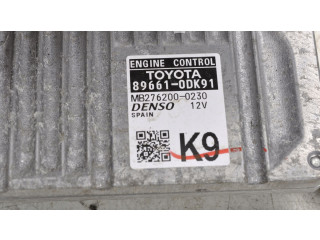 ENGINE CONTROL
TOYOTA
89661-0DK91
MB276200-0230
DENSO 12V
SPAIN
K9